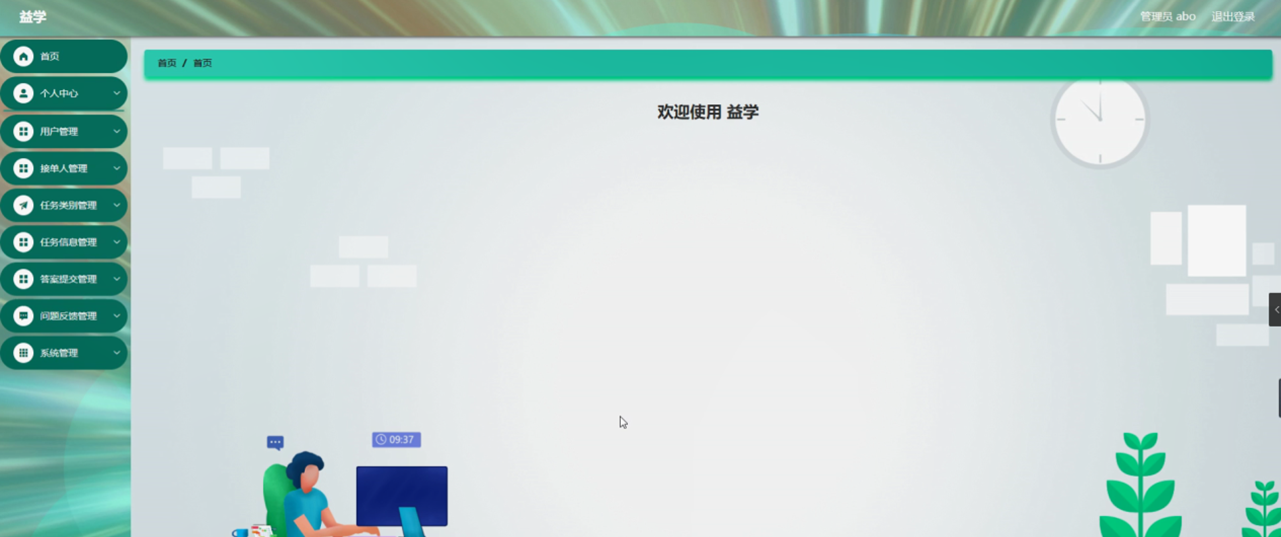 益学
管理员 abo 退出登录
首页
个人中心
用户管理
接单人管理
任务类别管理
任务信息管理
答案提交管理
问题反馈管理
系统管理
首页 / 首页
欢迎使用 益学
09:37